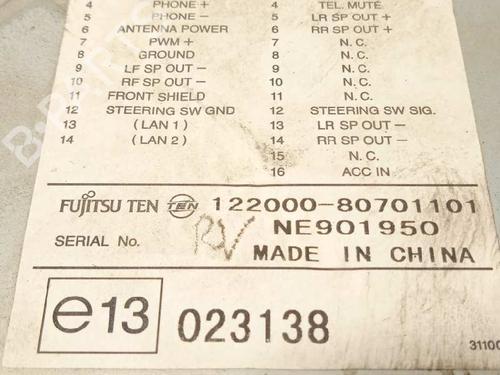 4 PHONE + 4 TEL. MUTE
5 PHONE − 5 LR SP OUT +
6 ANTENNA POWER 6 RR SP OUT +
7 PWM + 7 N. C.
8 GROUND 8 N. C.
9 LF SP OUT − 9 N. C.
10 RF SP OUT − 10 N. C.
11 FRONT SHIELD 11 N. C.
12 STEERING SW GND 12 STEERING SW SIG.
13 ( LAN 1 ) 13 LR SP OUT −
14 ( LAN 2 ) 14 RR SP OUT −
15 N. C.
16 ACC IN
FUJITSU TEN TEN 122000-80701101
SERIAL No. NE901950
MADE IN CHINA
e13 023138
31100